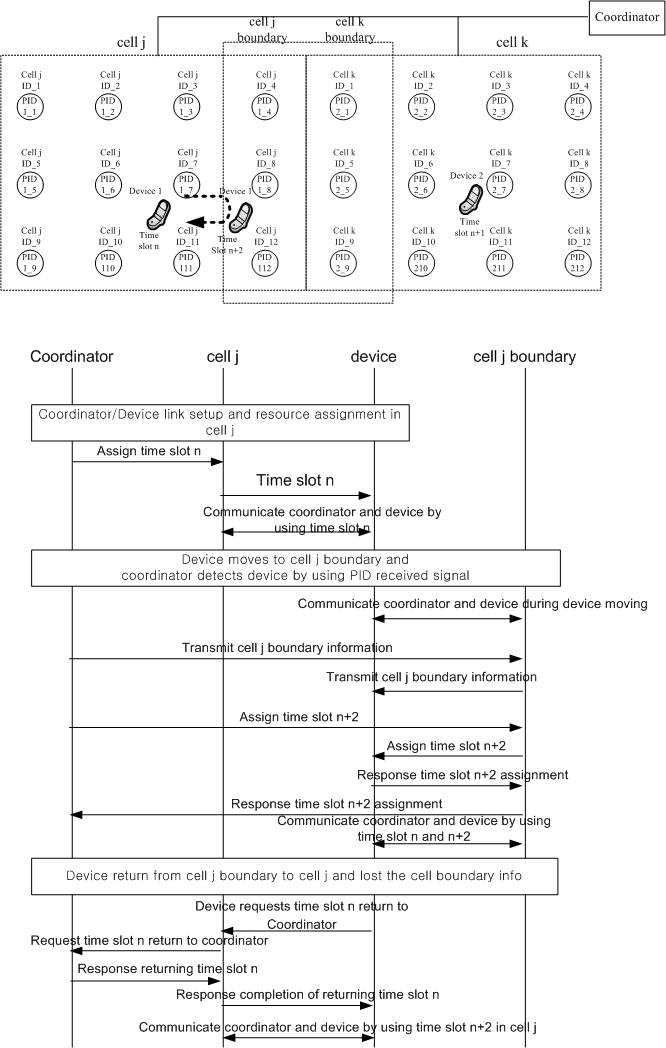 Coordinator
cell j
cell j boundary
cell k boundary
cell k
Cell j ID_1
Cell j ID_2
Cell j ID_3
Cell j ID_4
Cell k ID_1
Cell k ID_2
Cell k ID_3
Cell k ID_4
PID 1_1
PID 1_2
PID 1_3
PID 1_4
PID 2_1
PID 2_2
PID 2_3
PID 2_4
Cell j ID_5
Cell j ID_6
Cell j ID_7
Cell j ID_8
Cell k ID_5
Cell k ID_6
Cell k ID_7
Cell k ID_8
PID 1_5
PID 1_6
PID 1_7
PID 1_8
PID 2_5
PID 2_6
PID 2_7
PID 2_8
Device 1
Device 1
Device 2
Time slot n
Time Slot n+2
Time slot n+1
Cell j ID_9
Cell j ID_10
Cell j ID_11
Cell j ID_12
Cell k ID_9
Cell k ID_10
Cell k ID_11
Cell k ID_12
PID 1_9
PID 110
PID 111
PID 112
PID 2_9
PID 210
PID 211
PID 212
Coordinator
cell j
device
cell j boundary
Coordinator/Device link setup and resource assignment in
cell j
Assign time slot n
Time slot n
Communicate coordinator and device by
using time slot n
Device moves to cell j boundary and
coordinator detects device by using PID received signal
Communicate coordinator and device during device moving
Transmit cell j boundary information
Transmit cell j boundary information
Assign time slot n+2
Assign time slot n+2
Response time slot n+2 assignment
Response time slot n+2 assignment
Communicate coordinator and device by using
time slot n and n+2
Device return from cell j boundary to cell j and lost the cell boundary info
Device requests time slot n return to
Coordinator
Request time slot n return to coordinator
Response returning time slot n
Response completion of returning time slot n
Communicate coordinator and device by using time slot n+2 in cell j